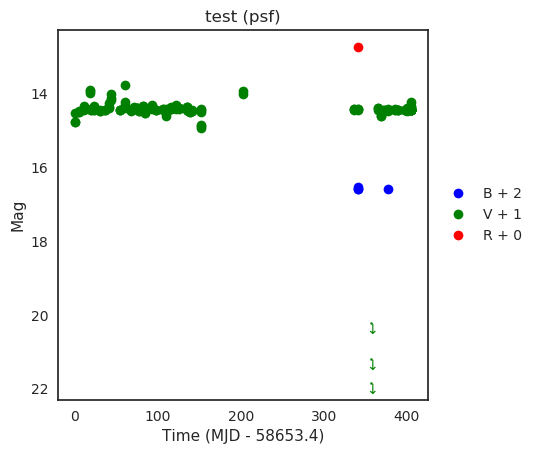 test (psf)
Mag
14
16
18
20
22
0
100
200
300
400
Time (MJD - 58653.4)
B + 2
V + 1
R + 0